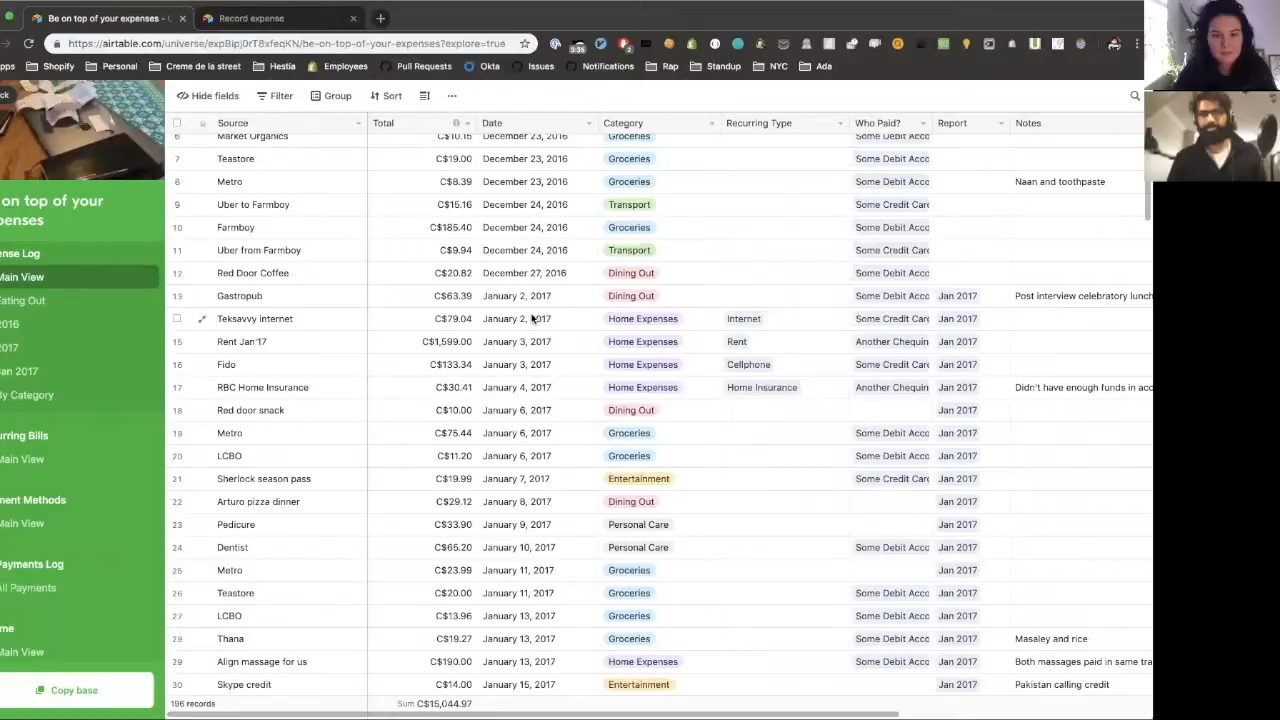 Be on top of your expenses - 
Record expense
https://airtable.com/universe/expBipj0rT8xfeqKN/be-on-top-of-your-expenses?explore=true
3:35
2
pps Shopify Personal Creme de la street Hestia Employees Pull Requests Okta Issues Notifications Rap Standup NYC Ada
ck
on top of your
penses
ense Log
Main View
Eating Out
2016
2017
Jan 2017
By Category
urring Bills
Main View
ment Methods
Main View
Payments Log
All Payments
me
Main View
Copy base
Hide fields Filter Group Sort
Source Total Date Category Recurring Type Who Paid? Report Notes
6 Market Organics C$10.15 December 23, 2016 Groceries Some Debit Acco
7 Teastore C$19.00 December 23, 2016 Groceries Some Debit Acco
8 Metro C$8.39 December 23, 2016 Groceries Some Debit Acco Naan and toothpaste
9 Uber to Farmboy C$15.16 December 24, 2016 Transport Some Credit Card
10 Farmboy C$185.40 December 24, 2016 Groceries Some Debit Acco
11 Uber from Farmboy C$9.94 December 24, 2016 Transport Some Credit Card
12 Red Door Coffee C$20.82 December 27, 2016 Dining Out Some Debit Acco
13 Gastropub C$63.39 January 2, 2017 Dining Out Some Debit Acco Jan 2017 Post interview celebratory lunch
Teksavvy internet C$79.04 January 2, 2017 Home Expenses Internet Some Credit Card Jan 2017
15 Rent Jan'17 C$1,599.00 January 3, 2017 Home Expenses Rent Another Chequin Jan 2017
16 Fido C$133.34 January 3, 2017 Home Expenses Cellphone Some Credit Card Jan 2017
17 RBC Home Insurance C$30.41 January 4, 2017 Home Expenses Home Insurance Another Chequin Jan 2017 Didn't have enough funds in acc
18 Red door snack C$10.00 January 6, 2017 Dining Out Jan 2017
19 Metro C$75.44 January 6, 2017 Groceries Some Debit Acco Jan 2017
20 LCBO C$11.20 January 6, 2017 Groceries Some Debit Acco Jan 2017
21 Sherlock season pass C$19.99 January 7, 2017 Entertainment Some Credit Card Jan 2017
22 Arturo pizza dinner C$29.12 January 8, 2017 Dining Out Jan 2017
23 Pedicure C$33.90 January 9, 2017 Personal Care Jan 2017
24 Dentist C$65.20 January 10, 2017 Personal Care Some Debit Acco Jan 2017
25 Metro C$23.99 January 11, 2017 Groceries Jan 2017
26 Teastore C$20.00 January 11, 2017 Groceries Some Debit Acco Jan 2017
27 LCBO C$13.96 January 13, 2017 Groceries Some Debit Acco Jan 2017
28 Thana C$19.27 January 13, 2017 Groceries Some Debit Acco Jan 2017 Masaley and rice
29 Align massage for us C$190.00 January 13, 2017 Home Expenses Some Debit Acco Jan 2017 Both massages paid in same tra
30 Skype credit C$14.00 January 15, 2017 Entertainment Jan 2017 Pakistan calling credit
196 records Sum C$15,044.97